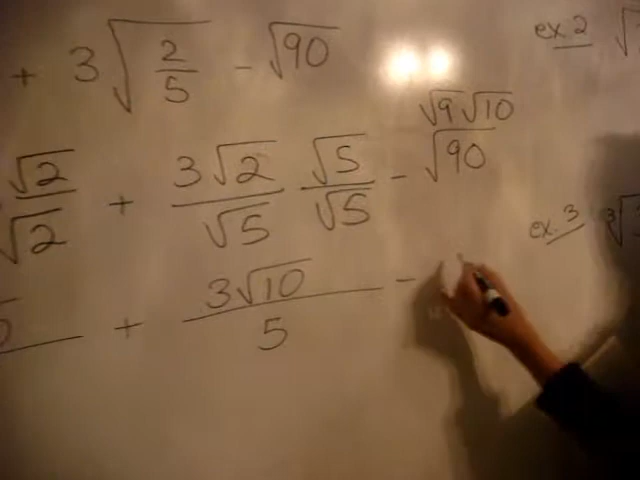 + 3√(2/5) - √90
ex. 2 √
√9 √10
√2/√2 + 3√2/√5 √5/√5 - √90
ex. 3 ³√
+ 3√10/5 -